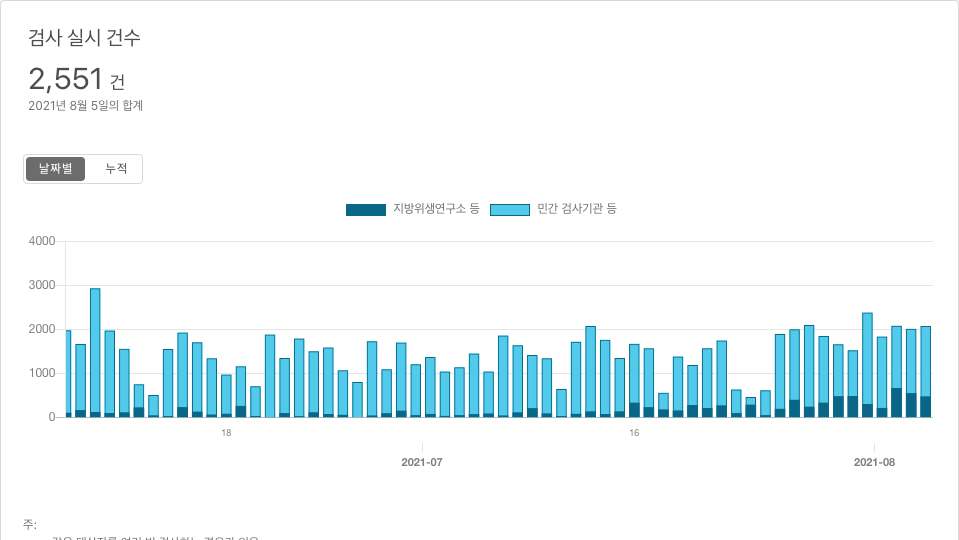 검사 실시 건수
2,551 건
2021년 8월 5일의 합계
날짜별 누적
지방위생연구소 등 민간 검사기관 등
4000
3000
2000
1000
0
18 16
2021-07 2021-08
주: